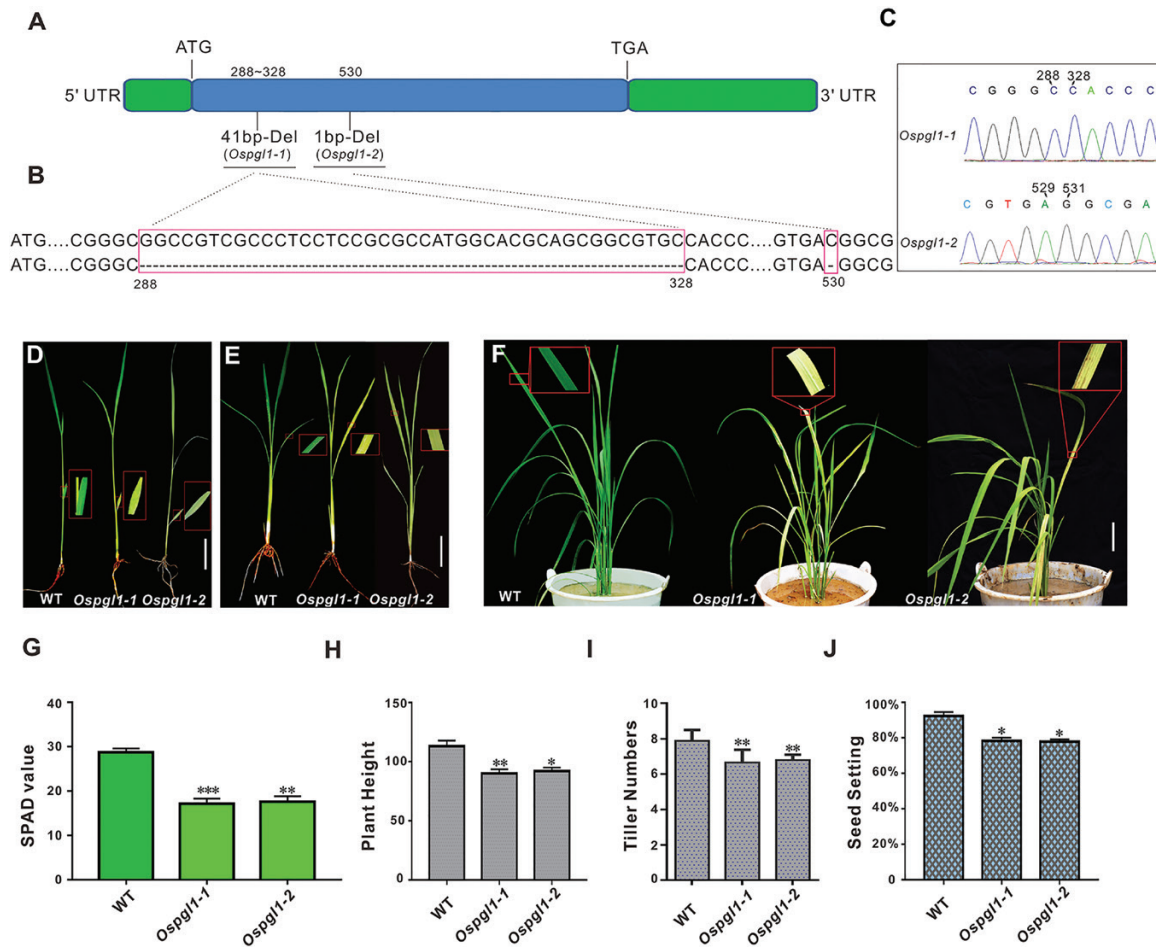 A
ATG
TGA
288~328
530
5' UTR
3' UTR
41bp-Del
1bp-Del
(Ospgl1-1)
(Ospgl1-2)
B
ATG....CGGGCGGCCGTCGCCCTCCTCCGCGCCATGGCACGCAGCGGCGTGCCACCC....GTGACGGCG
ATG....CGGGC-----------------------------------------CACCC....GTGA-GGCG
288
328
530
C
288 328
C G G G C C A C C C
Ospgl1-1
529 531
C G T G A G G C G A
Ospgl1-2
D
WT Ospgl1-1 Ospgl1-2
E
WT Ospgl1-1 Ospgl1-2
F
WT Ospgl1-1 Ospgl1-2
G
SPAD value
40
30
20
10
0
***
**
WT
Ospgl1-1
Ospgl1-2
H
Plant Height
150
100
50
0
**
*
WT
Ospgl1-1
Ospgl1-2
I
Tiller Numbers
10
8
6
4
2
0
**
**
WT
Ospgl1-1
Ospgl1-2
J
Seed Setting
100%
80%
60%
40%
20%
0
*
*
WT
Ospgl1-1
Ospgl1-2